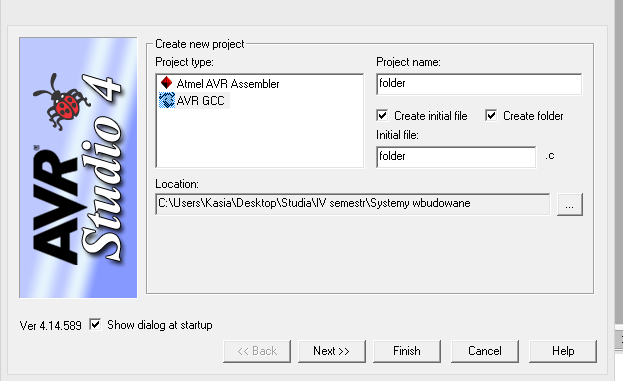 AVR® Studio 4
Create new project
Project type:
Atmel AVR Assembler
AVR GCC
Project name:
folder
Create initial file
Create folder
Initial file:
folder
.c
Location:
C:\Users\Kasia\Desktop\Studia\IV semestr\Systemy wbudowane
...
Ver 4.14.589
Show dialog at startup
<< Back
Next >>
Finish
Cancel
Help